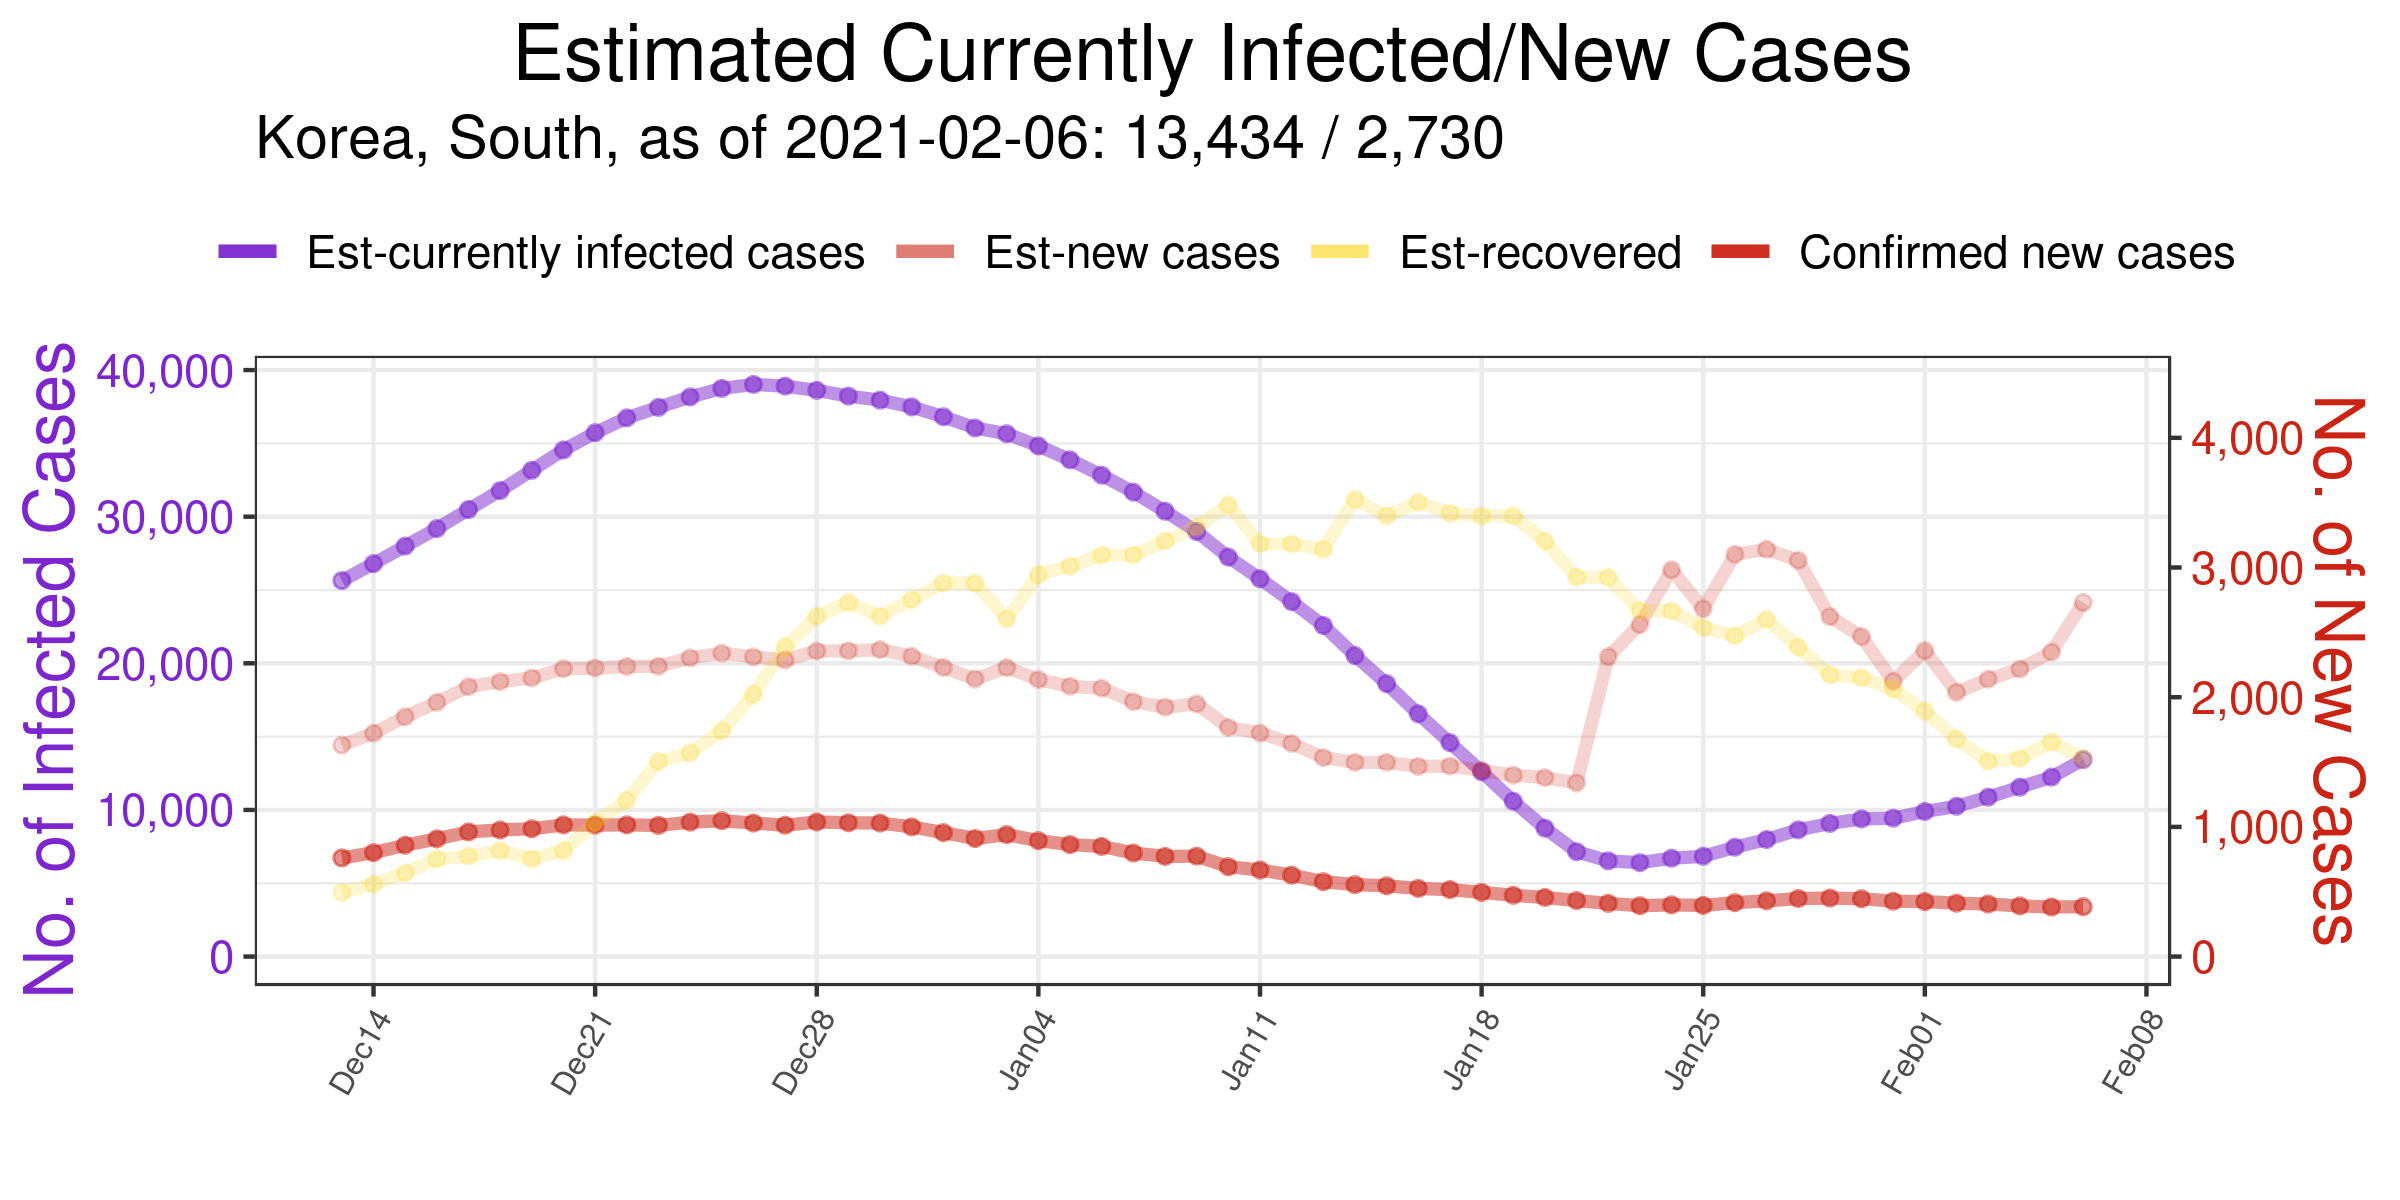 Estimated Currently Infected/New Cases
Korea, South, as of 2021-02-06: 13,434 / 2,730
Est-currently infected cases Est-new cases Est-recovered Confirmed new cases
No. of Infected Cases
40,000
30,000
20,000
10,000
0
4,000
3,000
2,000
1,000
0
No. of New Cases
Dec14 Dec21 Dec28 Jan04 Jan11 Jan18 Jan25 Feb01 Feb08